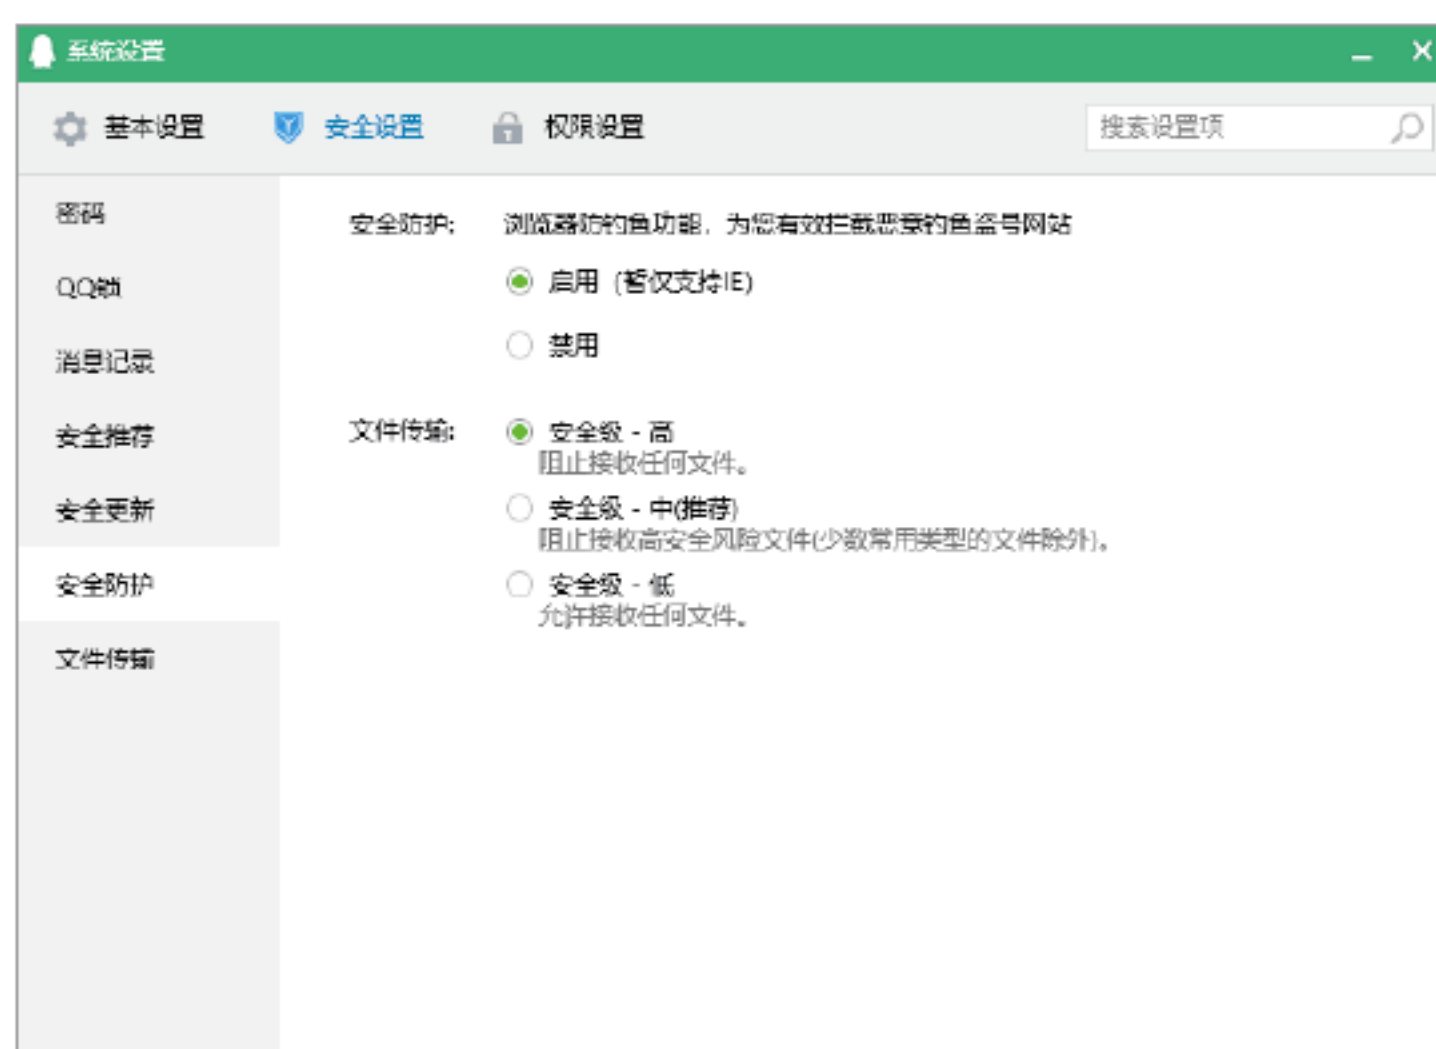 系统设置
基本设置 安全设置 权限设置 搜索设置项
密码
QQ锁
消息记录
安全推荐
安全更新
安全防护
文件传输
安全防护: 浏览器防钓鱼功能，为您有效拦截恶意钓鱼盗号网站
启用（暂仅支持IE)
禁用
文件传输: 安全级 - 高
阻止接收任何文件。
安全级 - 中(推荐)
阻止接收高安全风险文件(少数常用类型的文件除外)。
安全级 - 低
允许接收任何文件。